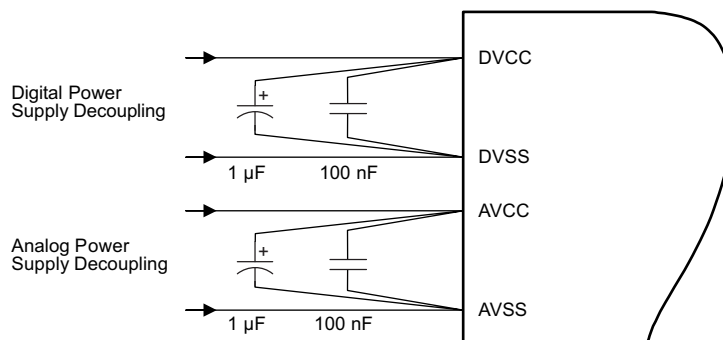 DVCC
Digital Power
Supply Decoupling
+
DVSS
1 µF
100 nF
AVCC
Analog Power
Supply Decoupling
+
AVSS
1 µF
100 nF